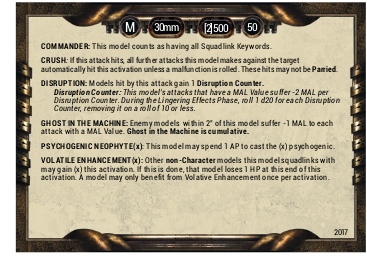 M 30mm 2500 50
COMMANDER: This model counts as having all Squadlink Keywords.
CRUSH: If this attack hits, all further attacks this model makes against the target
automatically hit this activation unless a malfunction is rolled. These hits may not be Parried.
DISRUPTION: Models hit by this attack gain 1 Disruption Counter.
Disruption Counter: This model's attacks that have a MAL Value suffer -2 MAL per
Disruption Counter. During the Lingering Effects Phase, roll 1 d20 for each Disruption
Counter, removing it on a roll of 10 or less.
GHOST IN THE MACHINE: Enemy models within 2" of this model suffer -1 MAL to each
attack with a MAL Value. Ghost in the Machine is cumulative.
PSYCHOGENIC NEOPHYTE(x): This model may spend 1 AP to cast the (x) psychogenic.
VOLATILE ENHANCEMENT(x): Other non-Character models this model squadlinks with
may gain (x) this activation. If this is done, that model loses 1 HP at this end of this
activation. A model may only benefit from Volative Enhancement once per activation.
2017